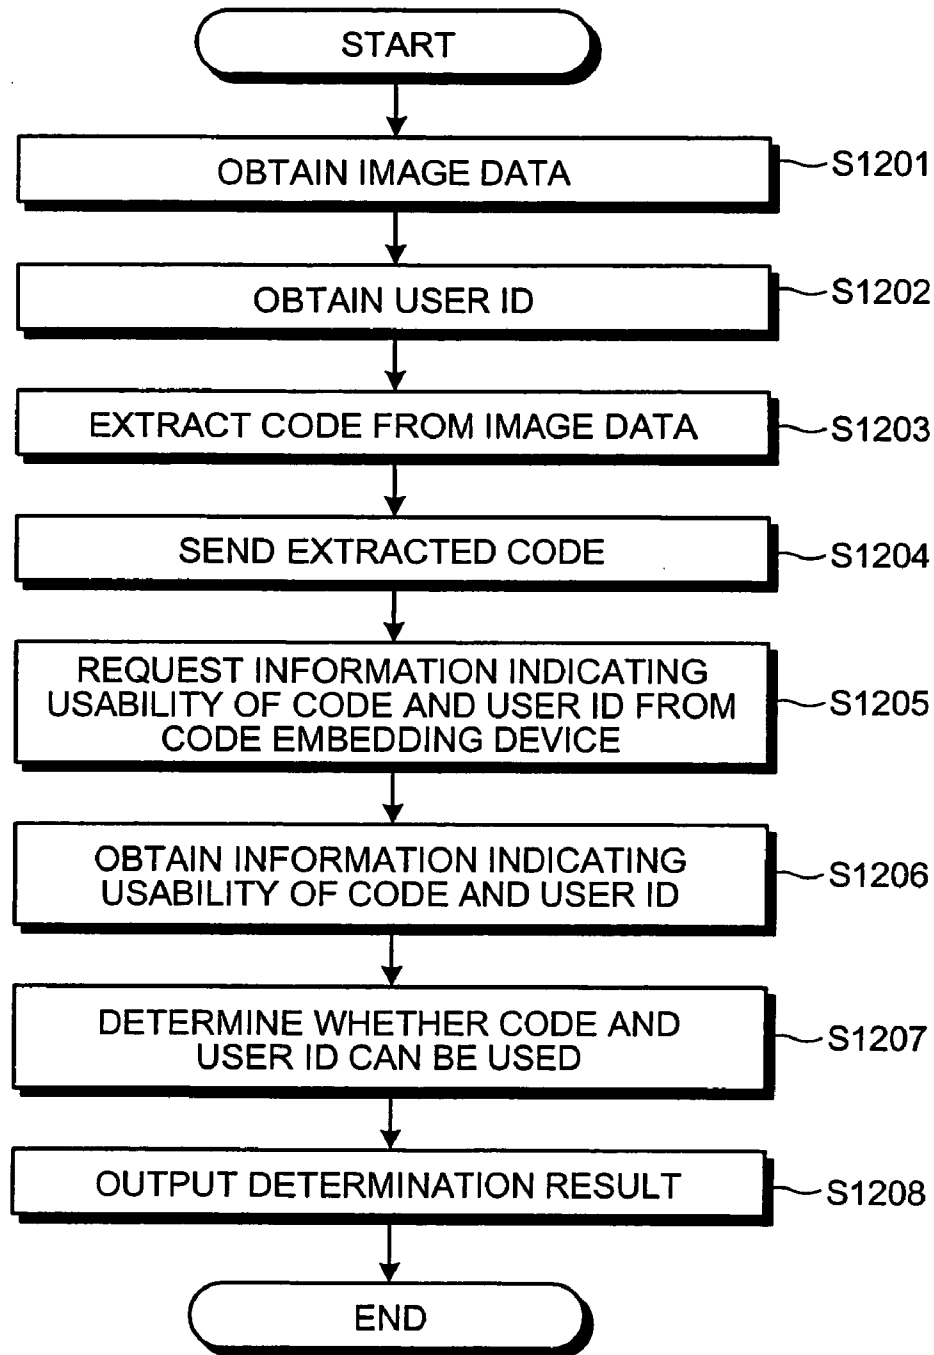 START
OBTAIN IMAGE DATA
S1201
OBTAIN USER ID
S1202
EXTRACT CODE FROM IMAGE DATA
S1203
SEND EXTRACTED CODE
S1204
REQUEST INFORMATION INDICATING
USABILITY OF CODE AND USER ID FROM
CODE EMBEDDING DEVICE
S1205
OBTAIN INFORMATION INDICATING
USABILITY OF CODE AND USER ID
S1206
DETERMINE WHETHER CODE AND
USER ID CAN BE USED
S1207
OUTPUT DETERMINATION RESULT
S1208
END